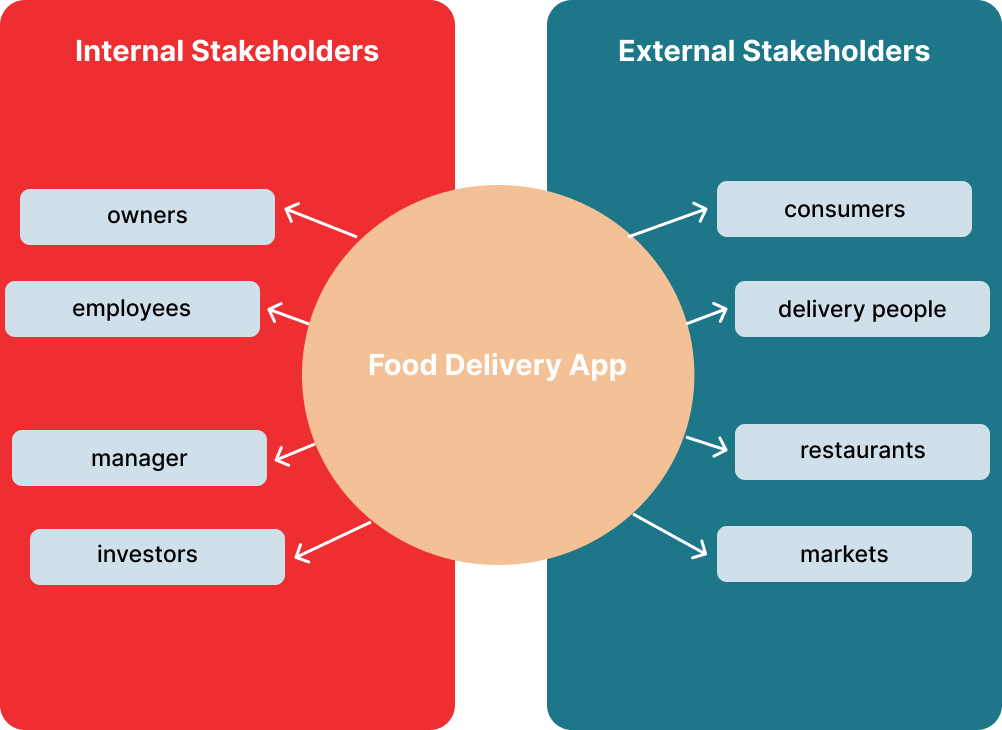 Internal Stakeholders
owners
employees
manager
investors
Food Delivery App
External Stakeholders
consumers
delivery people
restaurants
markets